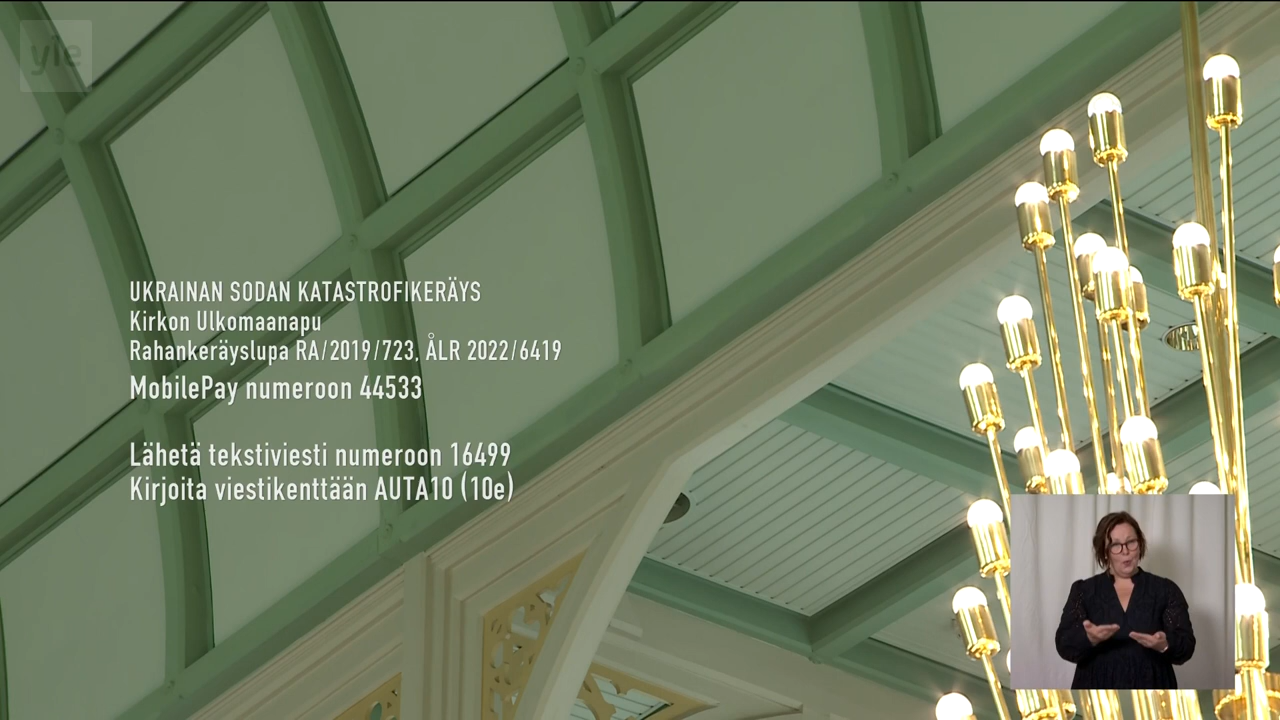 yle
UKRAINAN SODAN KATASTROFIKERÄYS
Kirkon Ulkomaanapu
Rahankeräyslupa RA/2019/723, ÅLR 2022/6419
MobilePay numeroon 44533
Lähetä tekstiviesti numeroon 16499
Kirjoita viestikenttään AUTA10 (10e)